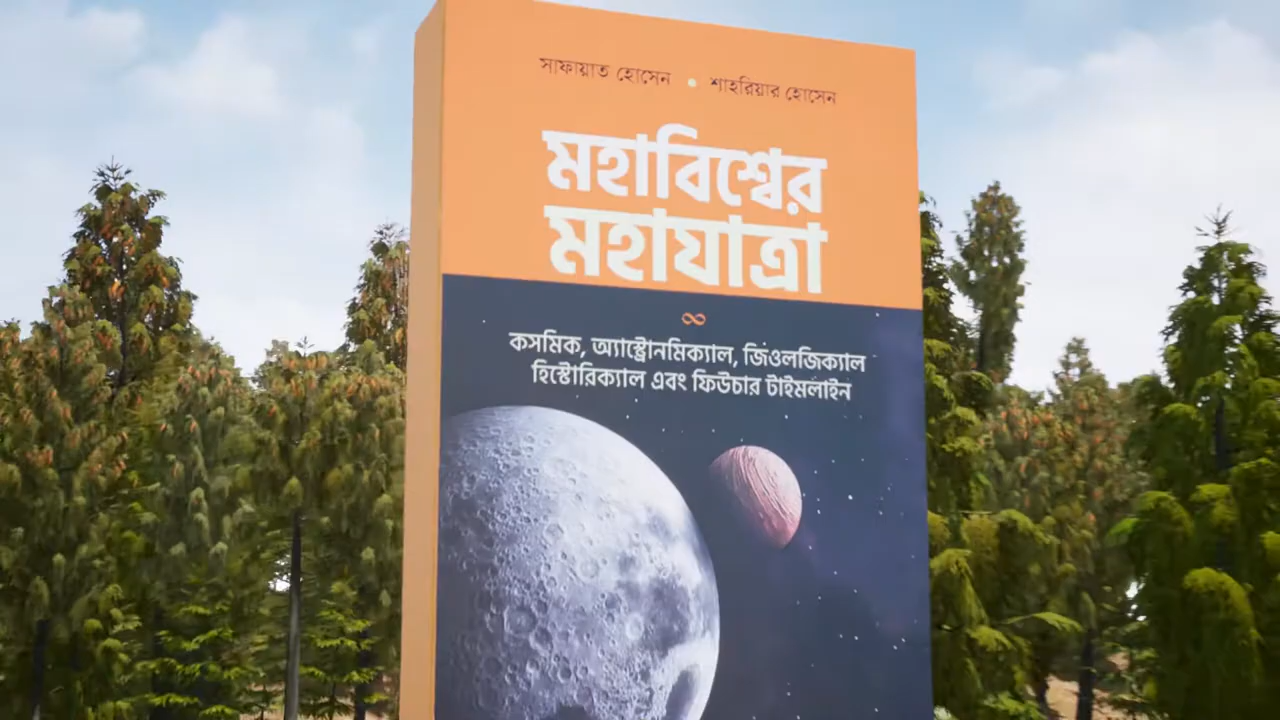 সাফায়াত হোসেন • শাহরিয়ার হোসেন
মহাবিশ্বের
মহাযাত্রা
কসমিক, অ্যাস্ট্রোনমিক্যাল, জিওলজিক্যাল
হিস্টোরিক্যাল এবং ফিউচার টাইমলাইন